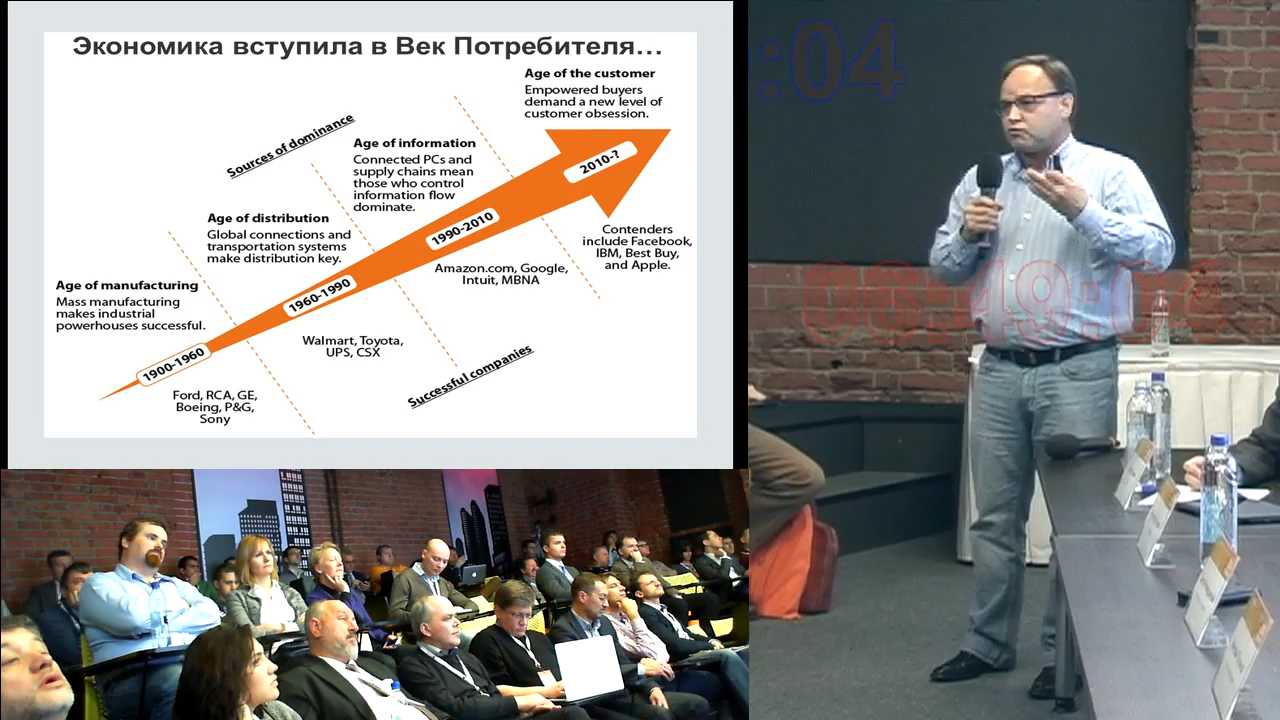 Экономика вступила в Век Потребителя…
Age of the customer
Empowered buyers
demand a new level of
customer obsession.
Sources of dominance
Age of information
Connected PCs and
supply chains mean
those who control
information flow
dominate.
2010-?
Age of distribution
Global connections and
transportation systems
make distribution key.
1990-2010
Contenders
include Facebook,
IBM, Best Buy,
and Apple.
Amazon.com, Google,
Intuit, MBNA
Age of manufacturing
Mass manufacturing
makes industrial
powerhouses successful.
1960-1990
Walmart, Toyota,
UPS, CSX
1900-1960
Successful companies
Ford, RCA, GE,
Boeing, P&G,
Sony
:04
06:49:04